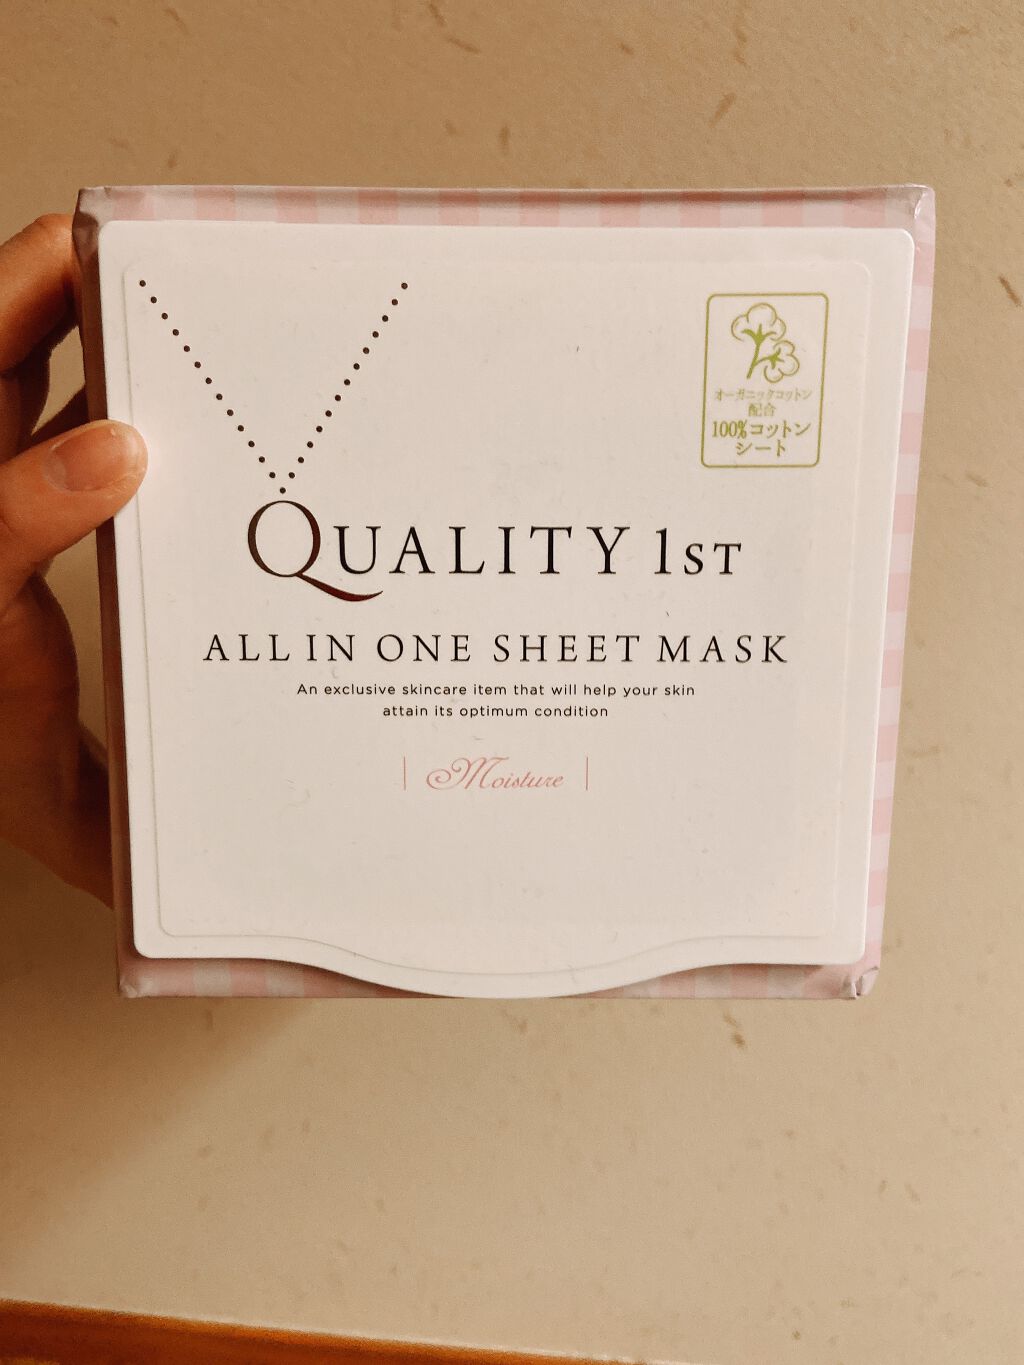 オーガニックコットン
配合
100%コットン
シート
QUALITY 1ST
ALL IN ONE SHEET MASK
An exclusive skincare item that will help your skin
attain its optimum condition
Moisture